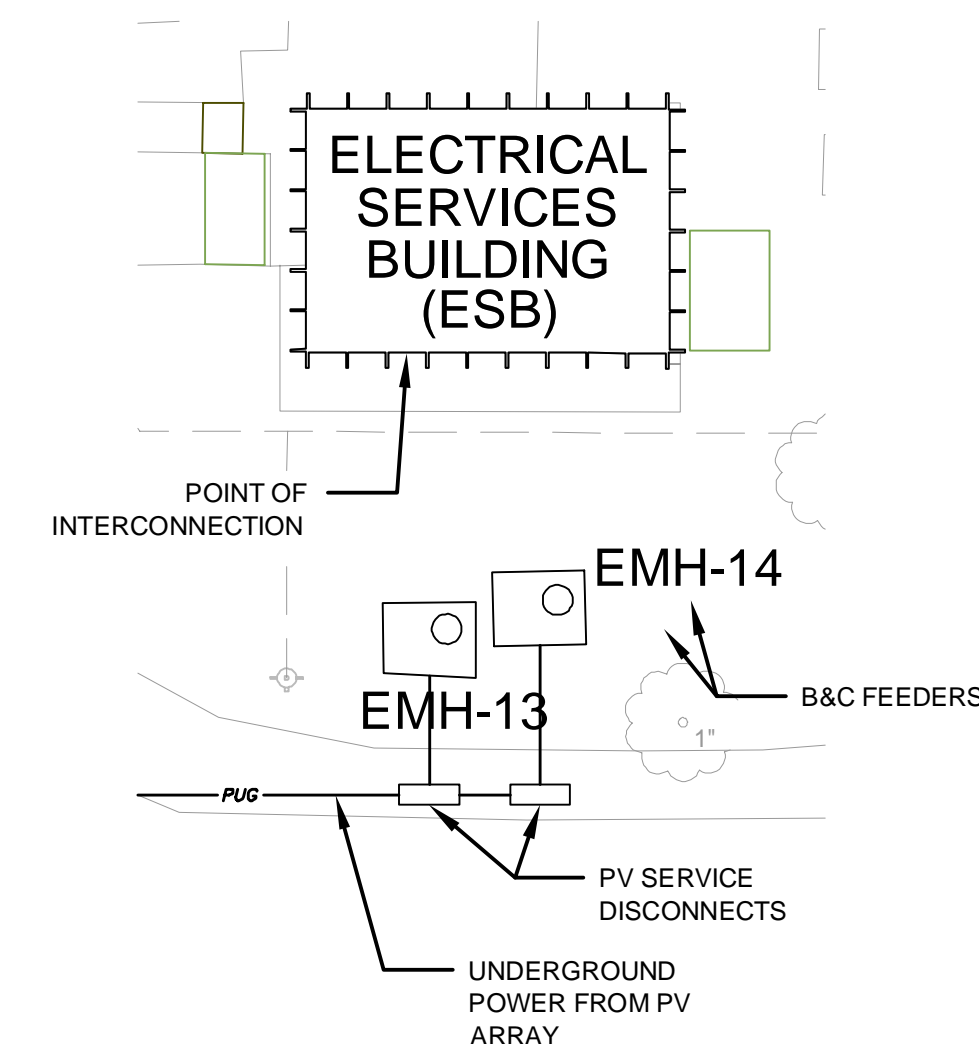 ELECTRICAL
SERVICES
BUILDING
(ESB)
POINT OF
INTERCONNECTION
EMH-14
EMH-13
B&C FEEDERS
1"
PUG
PV SERVICE
DISCONNECTS
UNDERGROUND
POWER FROM PV
ARRAY